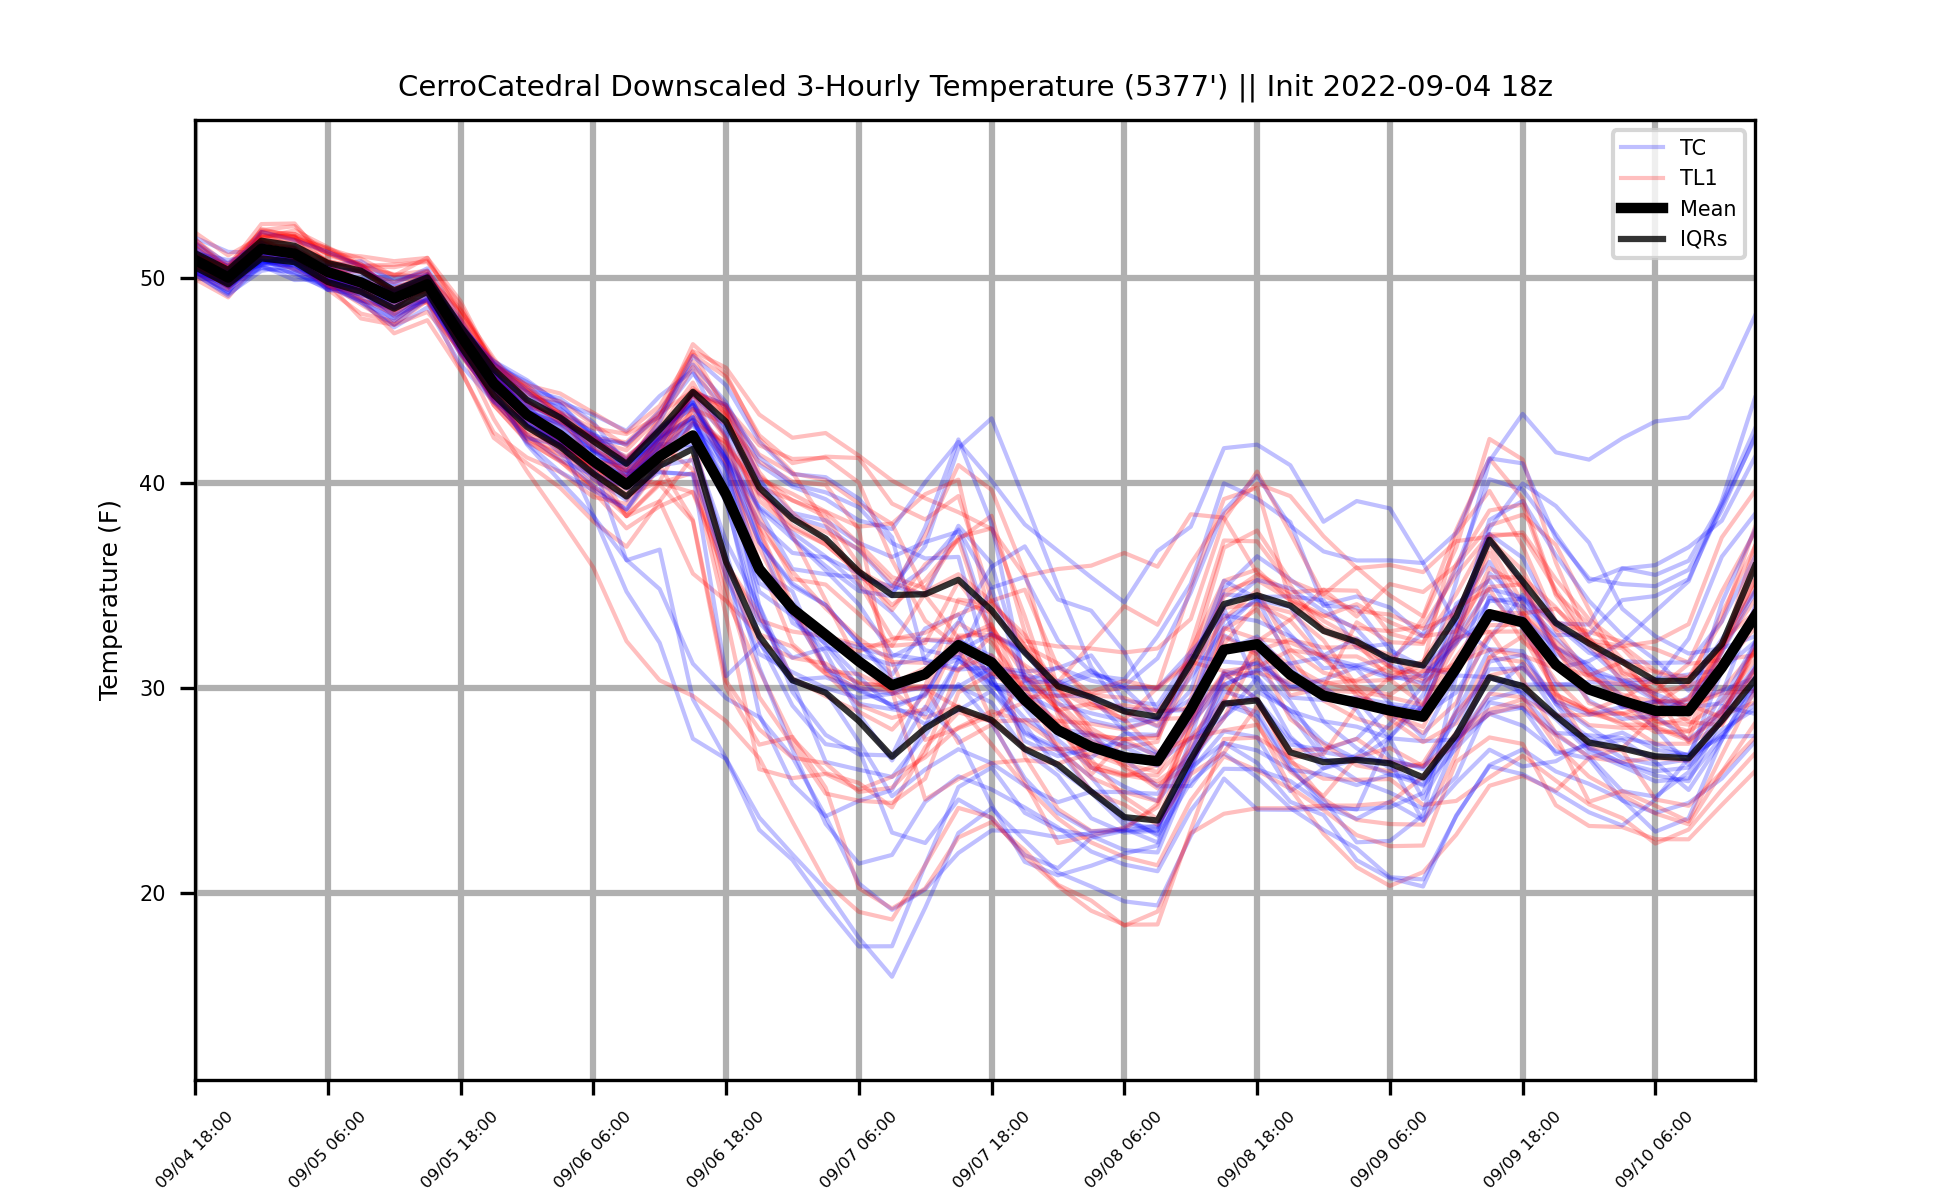 CerroCatedral Downscaled 3-Hourly Temperature (5377') || Init 2022-09-04 18z
TC
TL1
Mean
IQRs
Temperature (F)
50
40
30
20
09/04 18:00
09/05 06:00
09/05 18:00
09/06 06:00
09/06 18:00
09/07 06:00
09/07 18:00
09/08 06:00
09/08 18:00
09/09 06:00
09/09 18:00
09/10 06:00